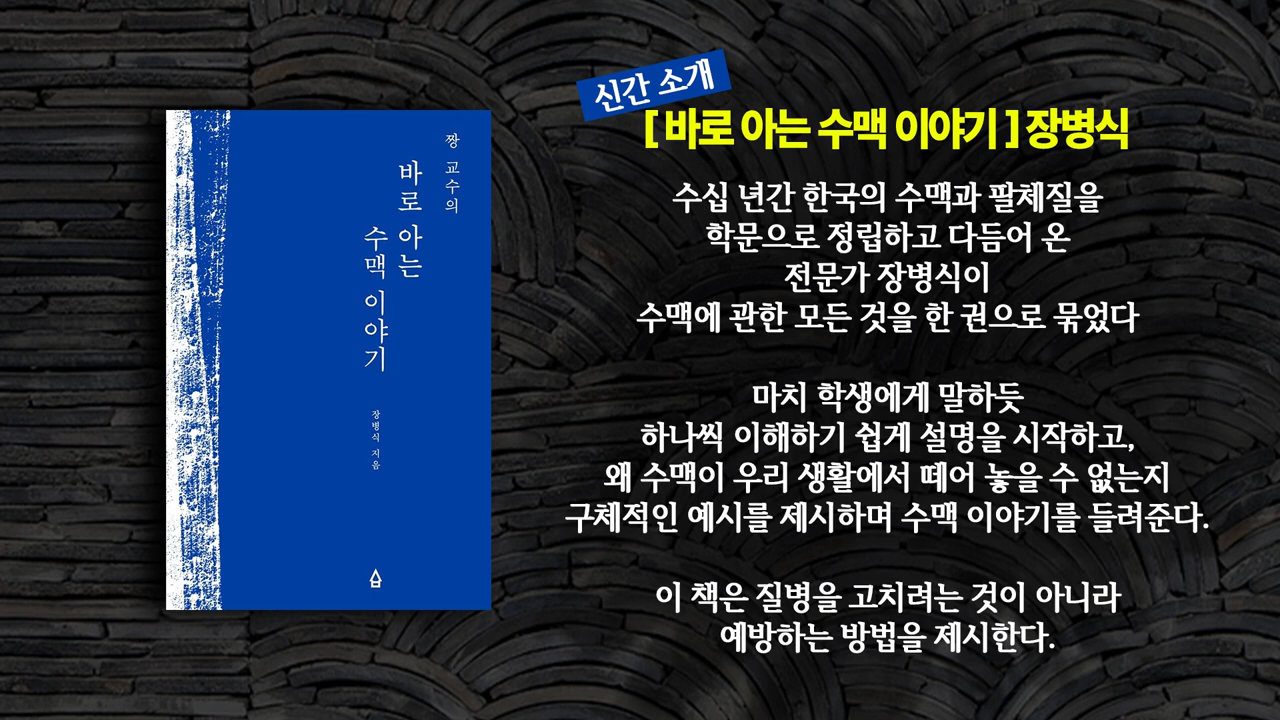 짱 교수의
바로 아는
수맥 이야기
장병식 지음
신간 소개
[ 바로 아는 수맥 이야기 ] 장병식
수십 년간 한국의 수맥과 팔체질을
학문으로 정립하고 다듬어 온
전문가 장병식이
수맥에 관한 모든 것을 한 권으로 묶었다
마치 학생에게 말하듯
하나씩 이해하기 쉽게 설명을 시작하고,
왜 수맥이 우리 생활에서 떼어 놓을 수 없는지
구체적인 예시를 제시하며 수맥 이야기를 들려준다.
이 책은 질병을 고치려는 것이 아니라
예방하는 방법을 제시한다.